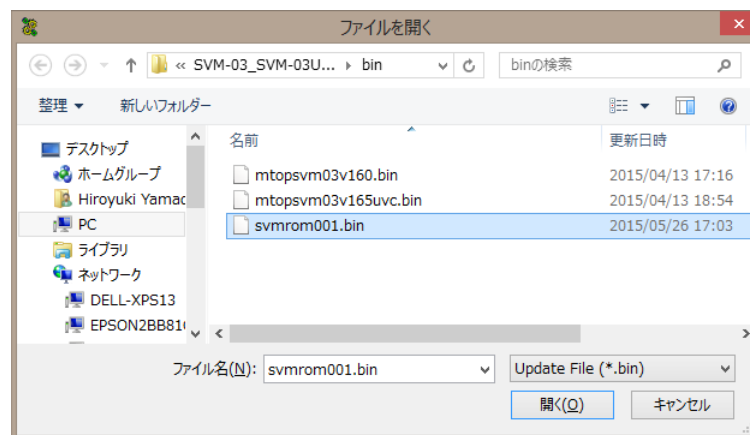 ファイルを開く
« SVM-03_SVM-03U... ▸ bin
binの検索
整理 ▼ 新しいフォルダー
デスクトップ
ホームグループ
Hiroyuki Yamad
PC
ライブラリ
ネットワーク
DELL-XPS13
EPSON2BB81(
名前 更新日時
mtopsvm03v160.bin 2015/04/13 17:16
mtopsvm03v165uvc.bin 2015/04/13 18:54
svmrom001.bin 2015/05/26 17:03
ファイル名(N): svmrom001.bin
Update File (*.bin)
開く(O) キャンセル